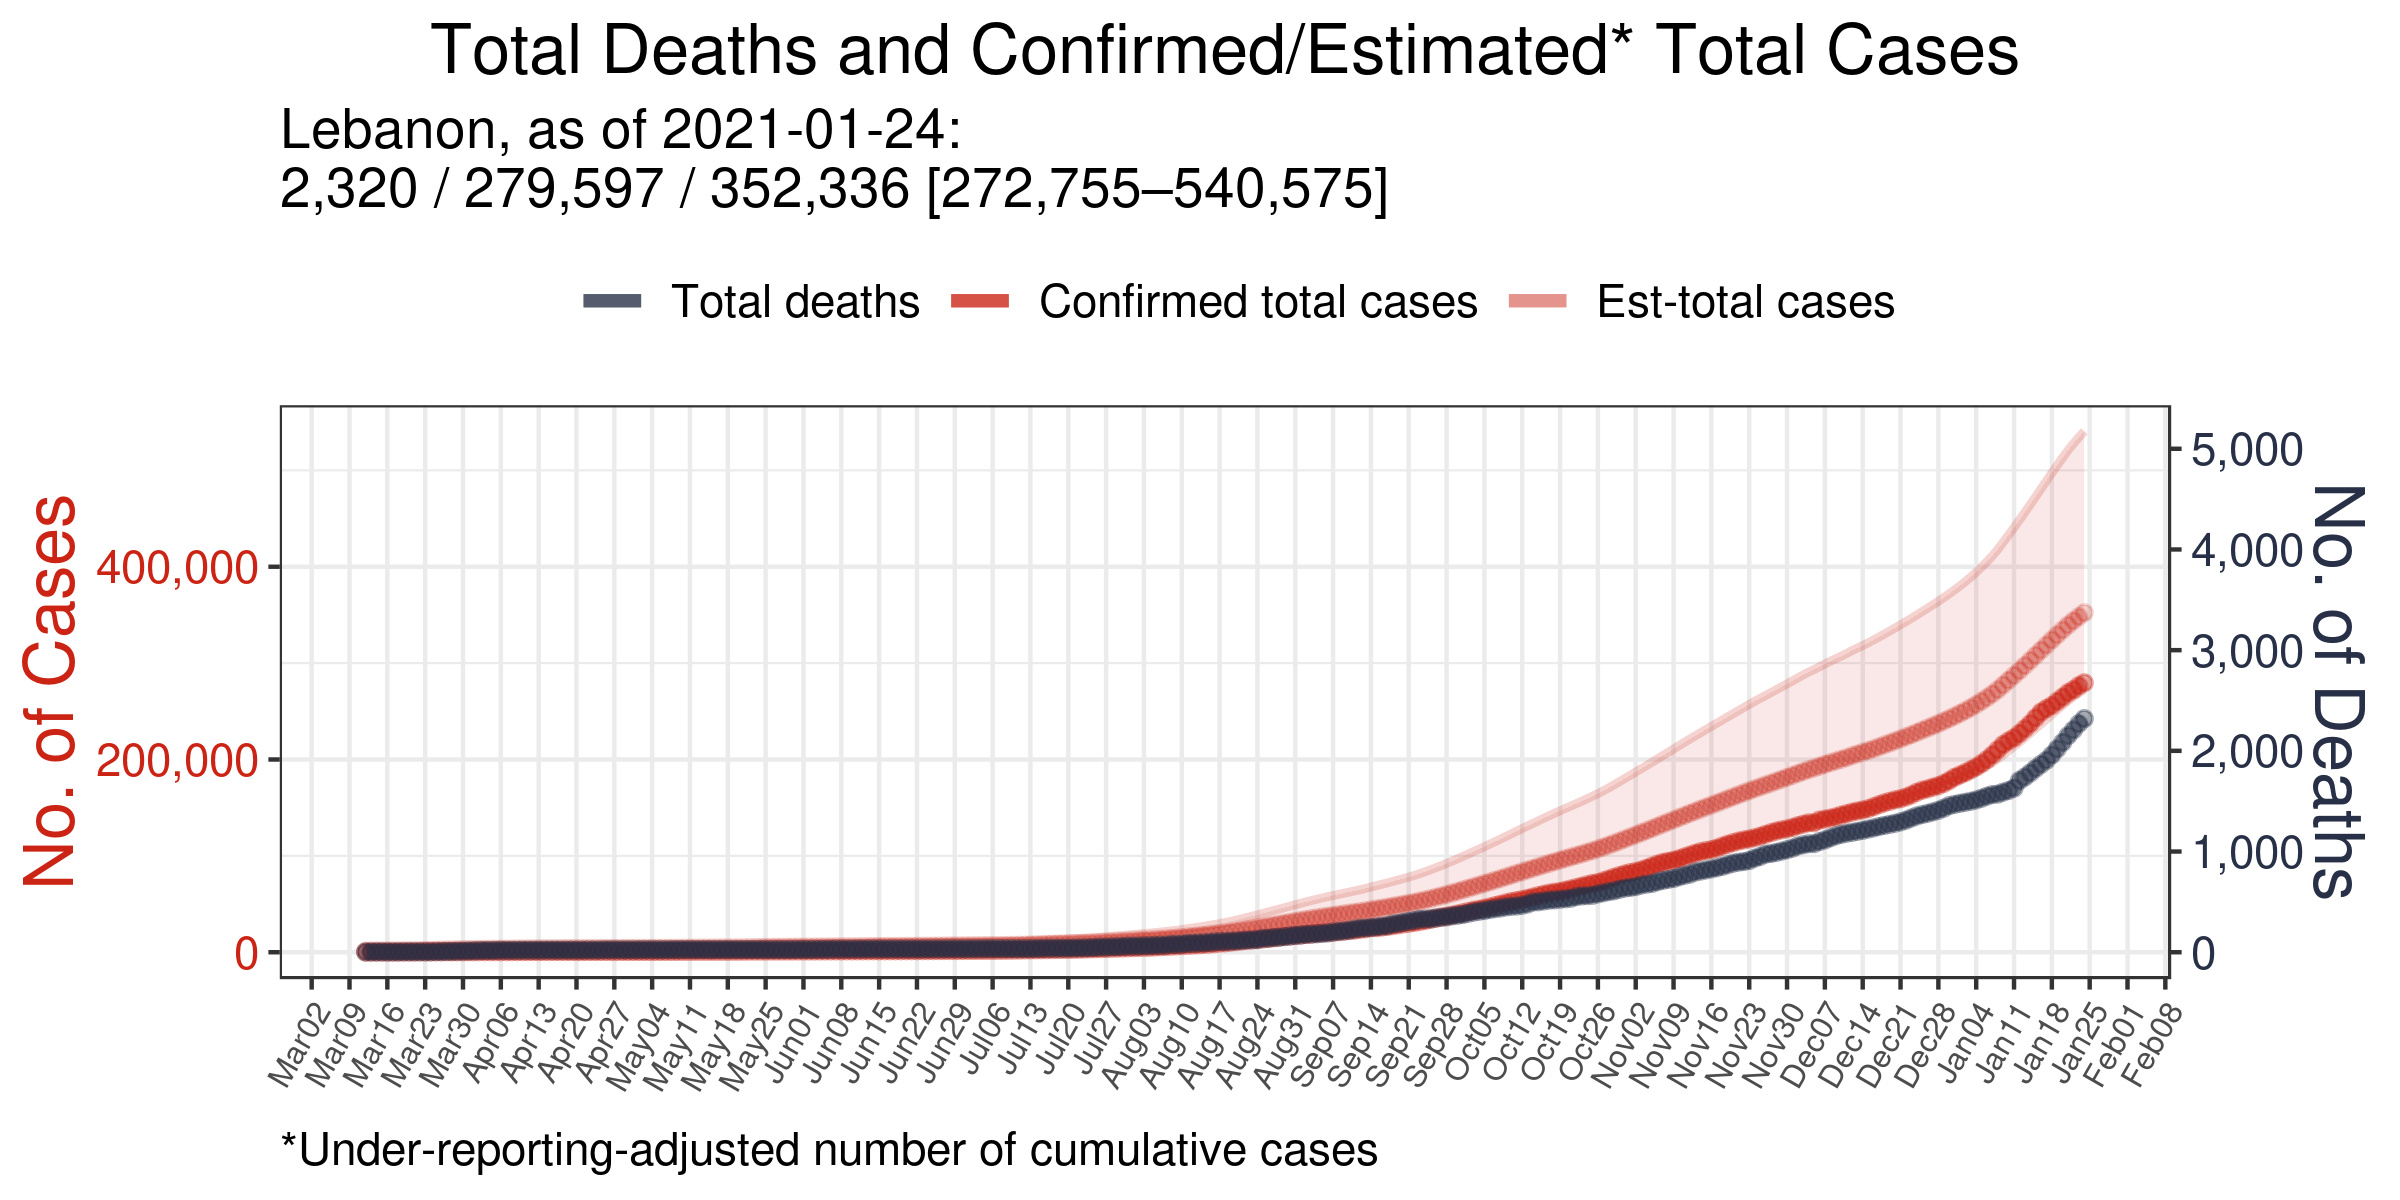 Total Deaths and Confirmed/Estimated* Total Cases
Lebanon, as of 2021-01-24:
2,320 / 279,597 / 352,336 [272,755–540,575]
Total deaths
Confirmed total cases
Est-total cases
No. of Cases
400,000
200,000
0
5,000
4,000
3,000
2,000
1,000
0
No. of Deaths
Mar02
Mar09
Mar16
Mar23
Mar30
Apr06
Apr13
Apr20
Apr27
May04
May11
May18
May25
Jun01
Jun08
Jun15
Jun22
Jun29
Jul06
Jul13
Jul20
Jul27
Aug03
Aug10
Aug17
Aug24
Aug31
Sep07
Sep14
Sep21
Sep28
Oct05
Oct12
Oct19
Oct26
Nov02
Nov09
Nov16
Nov23
Nov30
Dec07
Dec14
Dec21
Dec28
Jan04
Jan11
Jan18
Jan25
Feb01
Feb08
*Under-reporting-adjusted number of cumulative cases